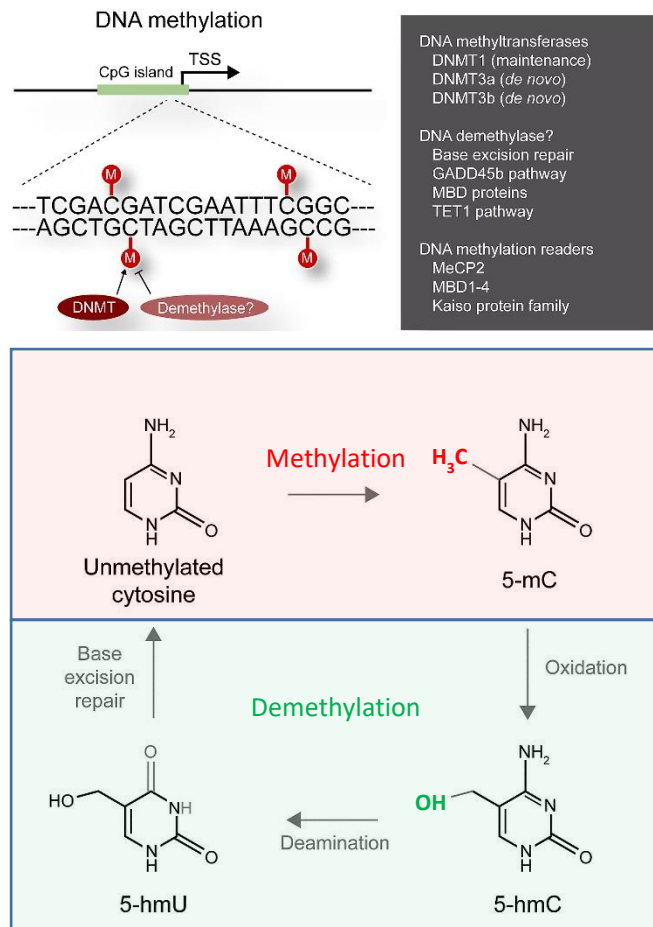 DNA methylation
TSS
CpG island
M
M
---TCGACGATCGAATTTCGGC---
AGCTGCTAGCTTAAAGCCG---
M
M
DNMT
Demethylase?
DNA methyltransferases
DNMT1 (maintenance)
DNMT3a (de novo)
DNMT3b (de novo)
DNA demethylase?
Base excision repair
GADD45b pathway
MBD proteins
TET1 pathway
DNA methylation readers
MeCP2
MBD1-4
Kaiso protein family
NH2
N
N
H
O
Unmethylated
cytosine
Methylation
H3C
NH2
N
N
H
O
5-mC
Base
excision
repair
Demethylation
Oxidation
O
HO
NH
N
H
O
5-hmU
Deamination
NH2
OH
N
N
H
O
5-hmC